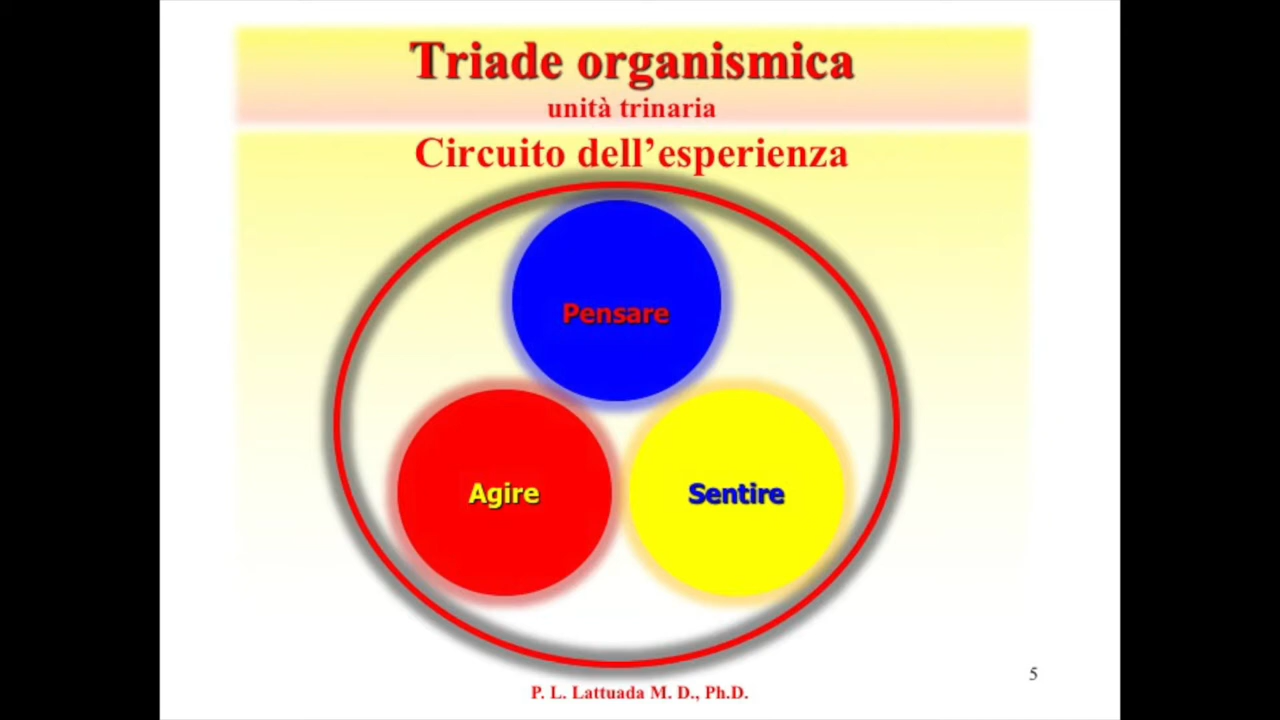 Triade organismica
unità trinaria
Circuito dell’esperienza
Pensare
Agire
Sentire
5
P. L. Lattuada M. D., Ph.D.